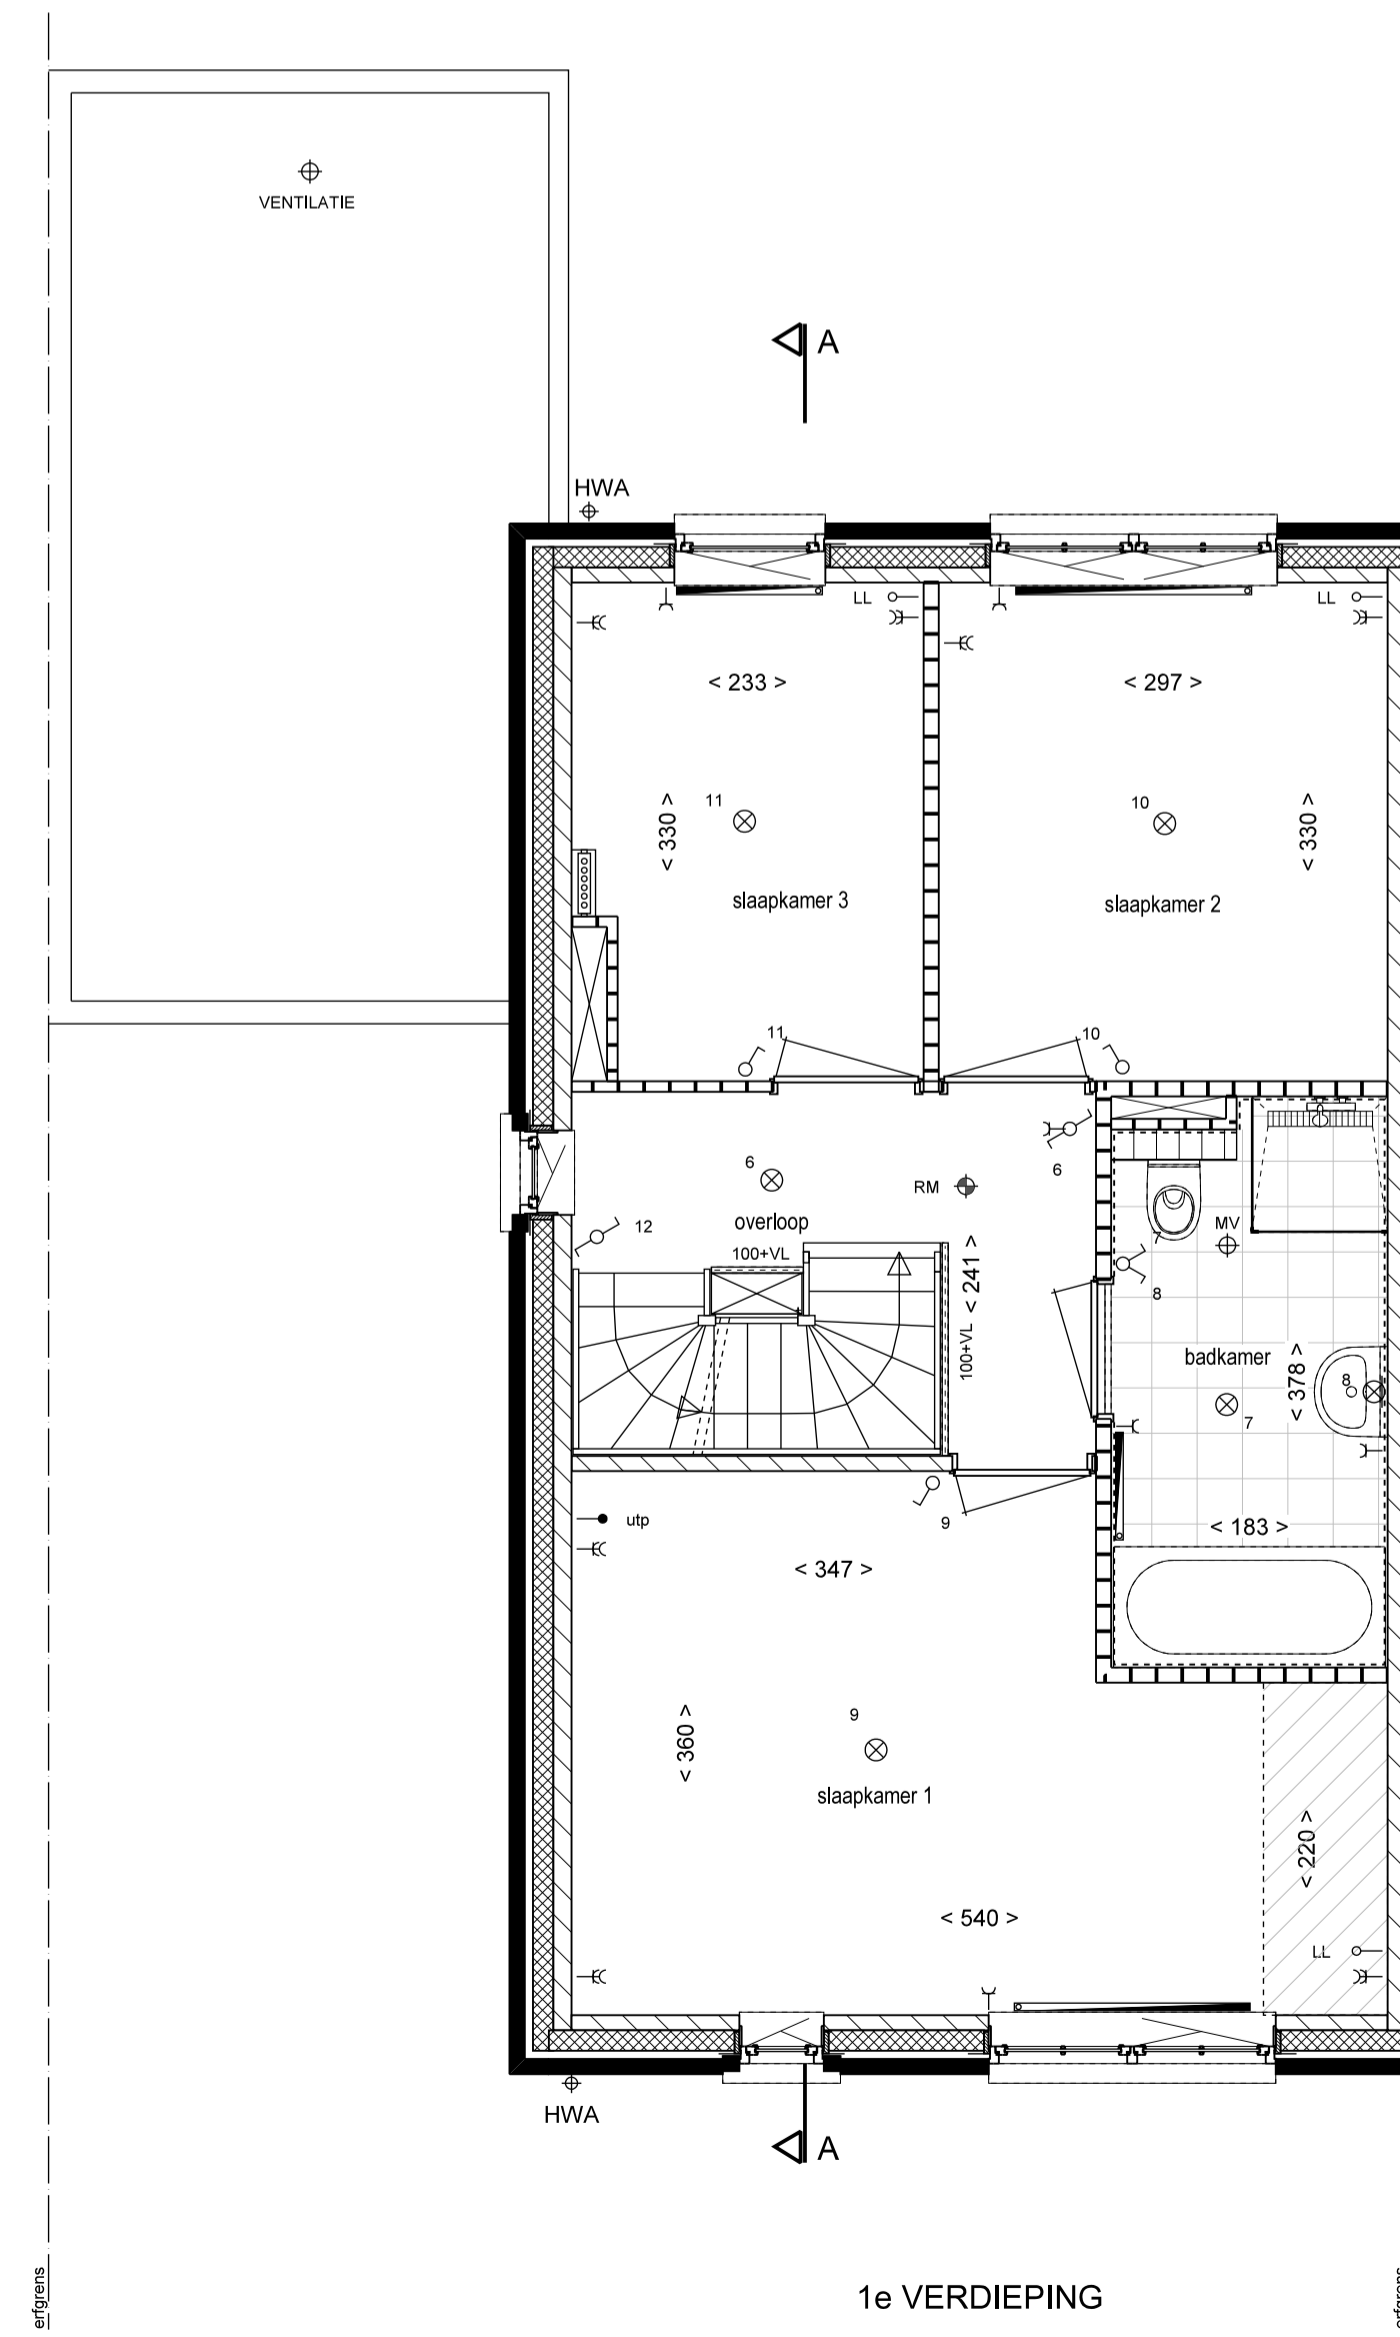 VENTILATIE
A
HWA
LL
LL
< 233 >
< 297 >
11
< 330 >
10
< 330 >
slaapkamer 3
slaapkamer 2
11
10
6
RM
6
12
overloop
100+VL
100+VL < 241 >
MV
7
8
badkamer
< 378 >
8
7
utp
9
< 183 >
< 347 >
9
< 360 >
slaapkamer 1
< 220 >
< 540 >
LL
HWA
A
erfgrens
1e VERDIEPING
erfgrens